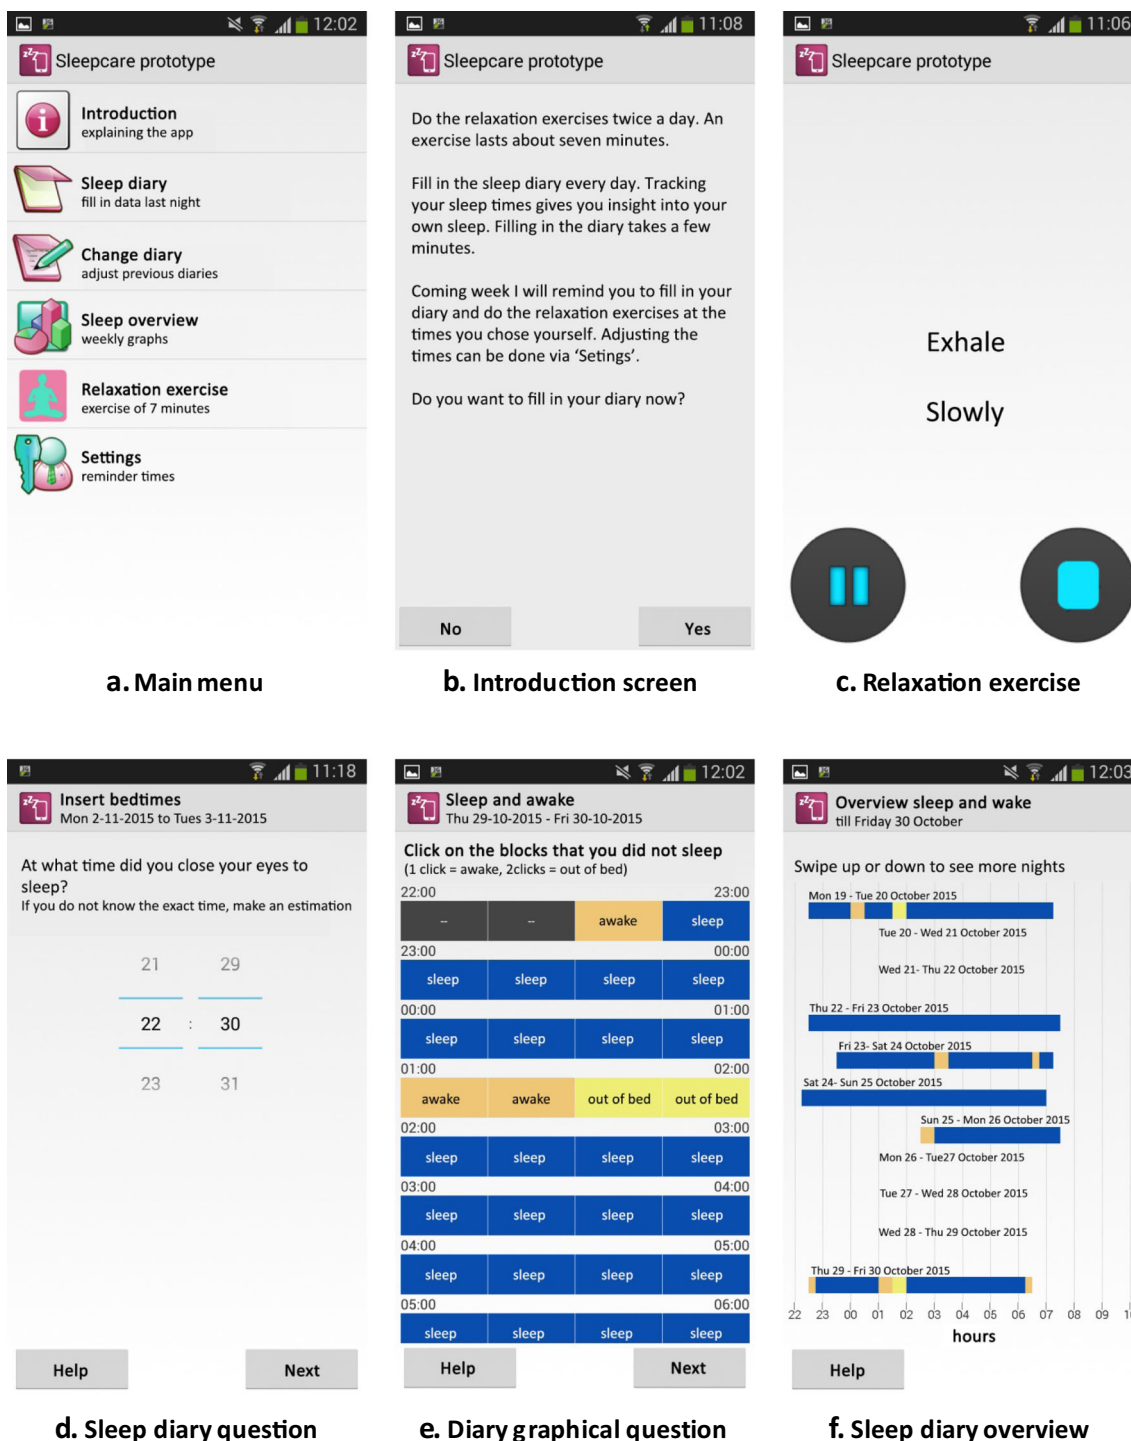 12:02
Sleepcare prototype
Introduction
explaining the app
Sleep diary
fill in data last night
Change diary
adjust previous diaries
Sleep overview
weekly graphs
Relaxation exercise
exercise of 7 minutes
Settings
reminder times
a. Main menu
11:08
Sleepcare prototype
Do the relaxation exercises twice a day. An
exercise lasts about seven minutes.
Fill in the sleep diary every day. Tracking
your sleep times gives you insight into your
own sleep. Filling in the diary takes a few
minutes.
Coming week I will remind you to fill in your
diary and do the relaxation exercises at the
times you chose yourself. Adjusting the
times can be done via ‘Setings’.
Do you want to fill in your diary now?
No Yes
b. Introduction screen
11:06
Sleepcare prototype
Exhale
Slowly
c. Relaxation exercise
11:18
Insert bedtimes
Mon 2-11-2015 to Tues 3-11-2015
At what time did you close your eyes to
sleep?
If you do not know the exact time, make an estimation
21 29
22 : 30
23 31
Help Next
d. Sleep diary question
12:02
Sleep and awake
Thu 29-10-2015 - Fri 30-10-2015
Click on the blocks that you did not sleep
(1 click = awake, 2clicks = out of bed)
22:00 23:00
-- -- awake sleep
23:00 00:00
sleep sleep sleep sleep
00:00 01:00
sleep sleep sleep sleep
01:00 02:00
awake awake out of bed out of bed
02:00 03:00
sleep sleep sleep sleep
03:00 04:00
sleep sleep sleep sleep
04:00 05:00
sleep sleep sleep sleep
05:00 06:00
sleep sleep sleep sleep
Help Next
e. Diary graphical question
12:03
Overview sleep and wake
till Friday 30 October
Swipe up or down to see more nights
Mon 19 - Tue 20 October 2015
Tue 20 - Wed 21 October 2015
Wed 21- Thu 22 October 2015
Thu 22 - Fri 23 October 2015
Fri 23- Sat 24 October 2015
Sat 24- Sun 25 October 2015
Sun 25 - Mon 26 October 2015
Mon 26 - Tue27 October 2015
Tue 27 - Wed 28 October 2015
Wed 28 - Thu 29 October 2015
Thu 29 - Fri 30 October 2015
22 23 00 01 02 03 04 05 06 07 08 09
hours
Help
f. Sleep diary overview